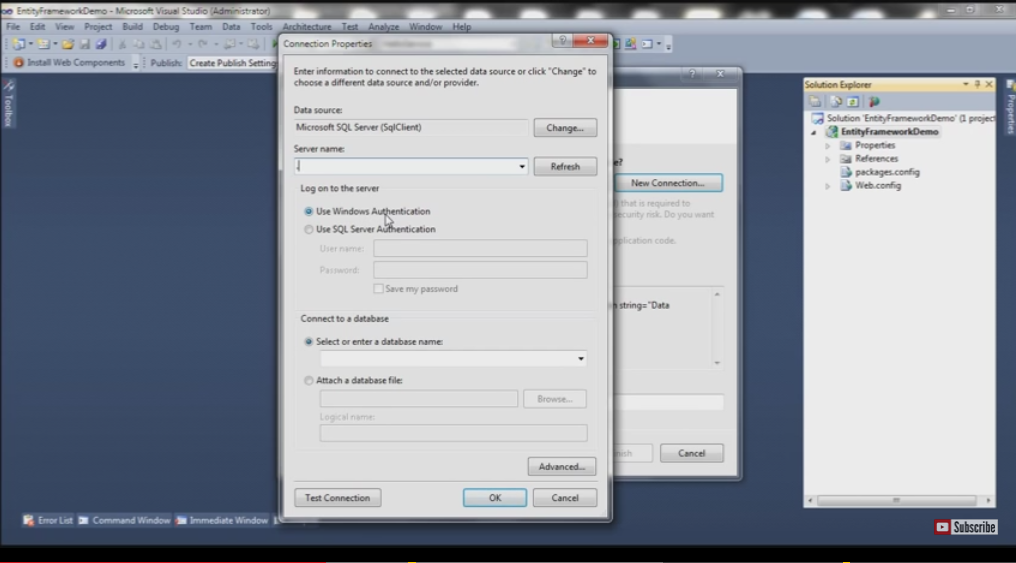 EntityFrameworkDemo - Microsoft Visual Studio (Administrator)
File Edit View Project Build Debug Team Data Tools Architecture Test Analyze Window Help
Install Web Components
Publish: Create Publish Setting
Toolbox
Connection Properties
Enter information to connect to the selected data source or click "Change" to
choose a different data source and/or provider.
Data source:
Microsoft SQL Server (SqlClient)
Change...
Server name:
.
Refresh
Log on to the server
Use Windows Authentication
Use SQL Server Authentication
User name:
Password:
Save my password
Connect to a database
Select or enter a database name:
Attach a database file:
Browse...
Logical name:
Advanced...
Test Connection
OK
Cancel
e?
New Connection...
) that is required to
security risk. Do you want
pplication code.
string="Data
nish
Cancel
Solution Explorer
Solution 'EntityFrameworkDemo' (1 project
EntityFrameworkDemo
Properties
References
packages.config
Web.config
Properties
Error List
Command Window
Immediate Window
Subscribe